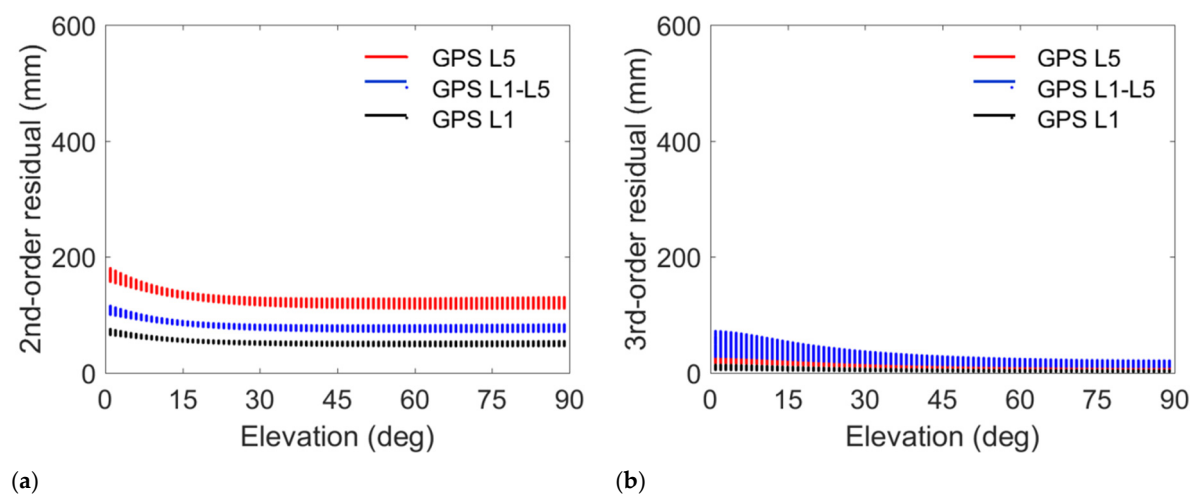 2nd-order residual (mm)
600
400
200
0
GPS L5
GPS L1-L5
GPS L1
0 15 30 45 60 75 90
Elevation (deg)
(a)
3rd-order residual (mm)
600
400
200
0
GPS L5
GPS L1-L5
GPS L1
0 15 30 45 60 75 90
Elevation (deg)
(b)